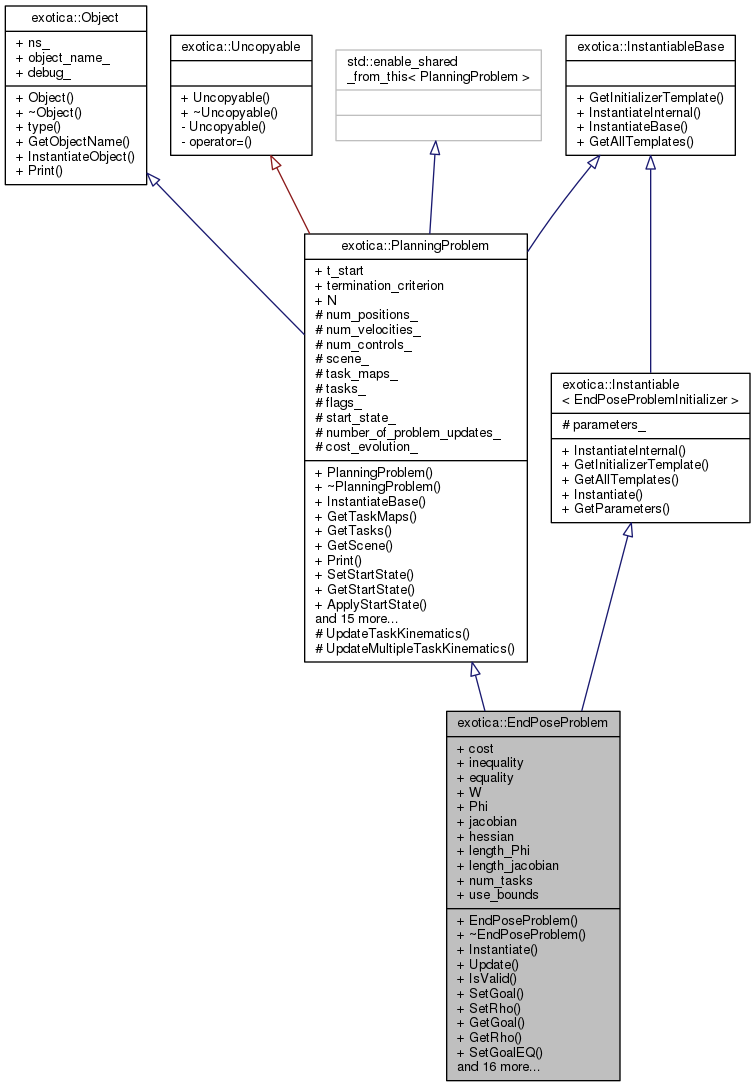 exotica::Object
+ ns_
+ object_name_
+ debug_
+ Object()
+ ~Object()
+ type()
+ GetObjectName()
+ InstantiateObject()
+ Print()
exotica::Uncopyable
+ Uncopyable()
+ ~Uncopyable()
- Uncopyable()
- operator=()
std::enable_shared
_from_this< PlanningProblem >
exotica::InstantiableBase
+ GetInitializerTemplate()
+ InstantiateInternal()
+ InstantiateBase()
+ GetAllTemplates()
exotica::PlanningProblem
+ t_start
+ termination_criterion
+ N
# num_positions_
# num_velocities_
# num_controls_
# scene_
# task_maps_
# tasks_
# flags_
# start_state_
# number_of_problem_updates_
# cost_evolution_
+ PlanningProblem()
+ ~PlanningProblem()
+ InstantiateBase()
+ GetTaskMaps()
+ GetTasks()
+ GetScene()
+ Print()
+ SetStartState()
+ GetStartState()
+ ApplyStartState()
and 15 more...
# UpdateTaskKinematics()
# UpdateMultipleTaskKinematics()
exotica::Instantiable
< EndPoseProblemInitializer >
# parameters_
+ InstantiateInternal()
+ GetInitializerTemplate()
+ GetAllTemplates()
+ Instantiate()
+ GetParameters()
exotica::EndPoseProblem
+ cost
+ inequality
+ equality
+ W
+ Phi
+ jacobian
+ hessian
+ length_Phi
+ length_jacobian
+ num_tasks
+ use_bounds
+ EndPoseProblem()
+ ~EndPoseProblem()
+ Instantiate()
+ Update()
+ IsValid()
+ SetGoal()
+ SetRho()
+ GetGoal()
+ GetRho()
+ SetGoalEQ()
and 16 more...